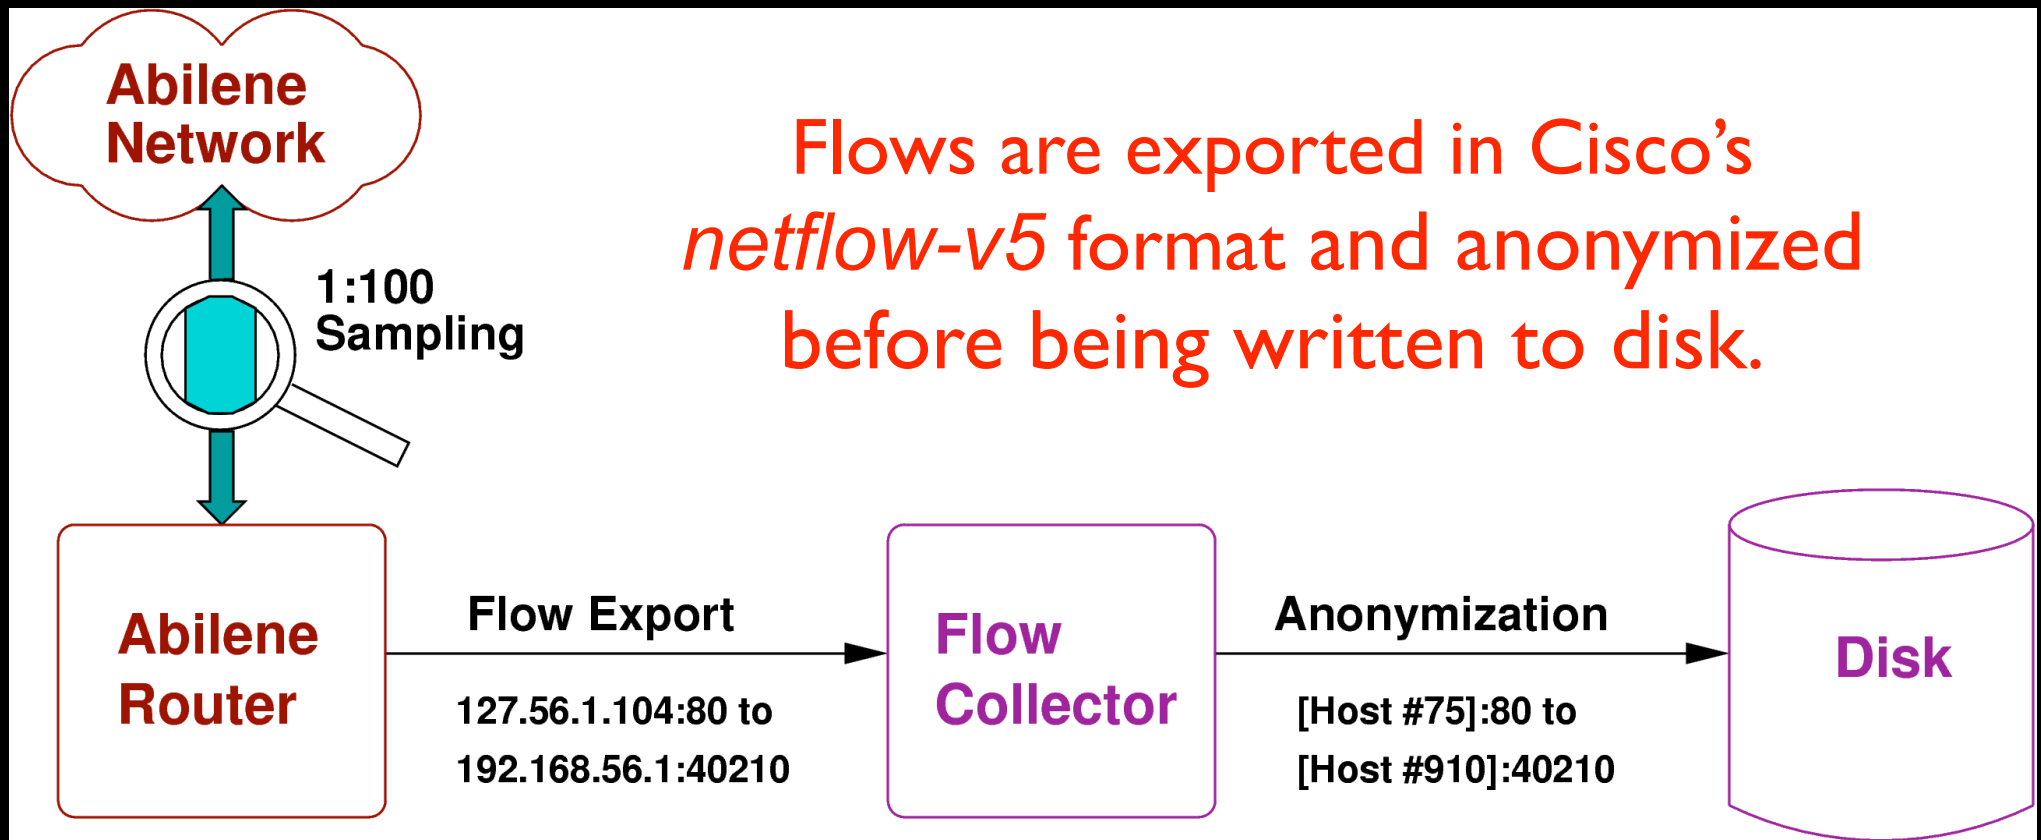 Abilene
Network
Flows are exported in Cisco’s
netflow-v5 format and anonymized
before being written to disk.
1:100
Sampling
Abilene
Router
Flow Export
127.56.1.104:80 to
192.168.56.1:40210
Flow
Collector
Anonymization
[Host #75]:80 to
[Host #910]:40210
Disk